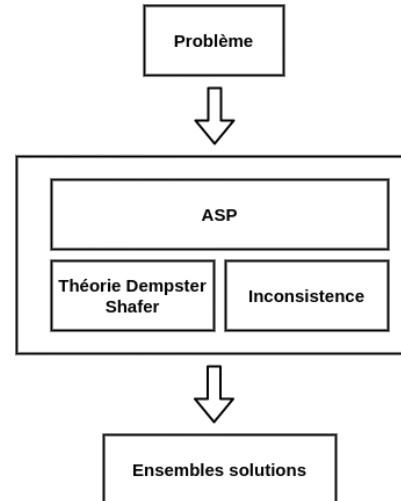 Problème
ASP
Théorie Dempster
Shafer
Inconsistence
Ensembles solutions